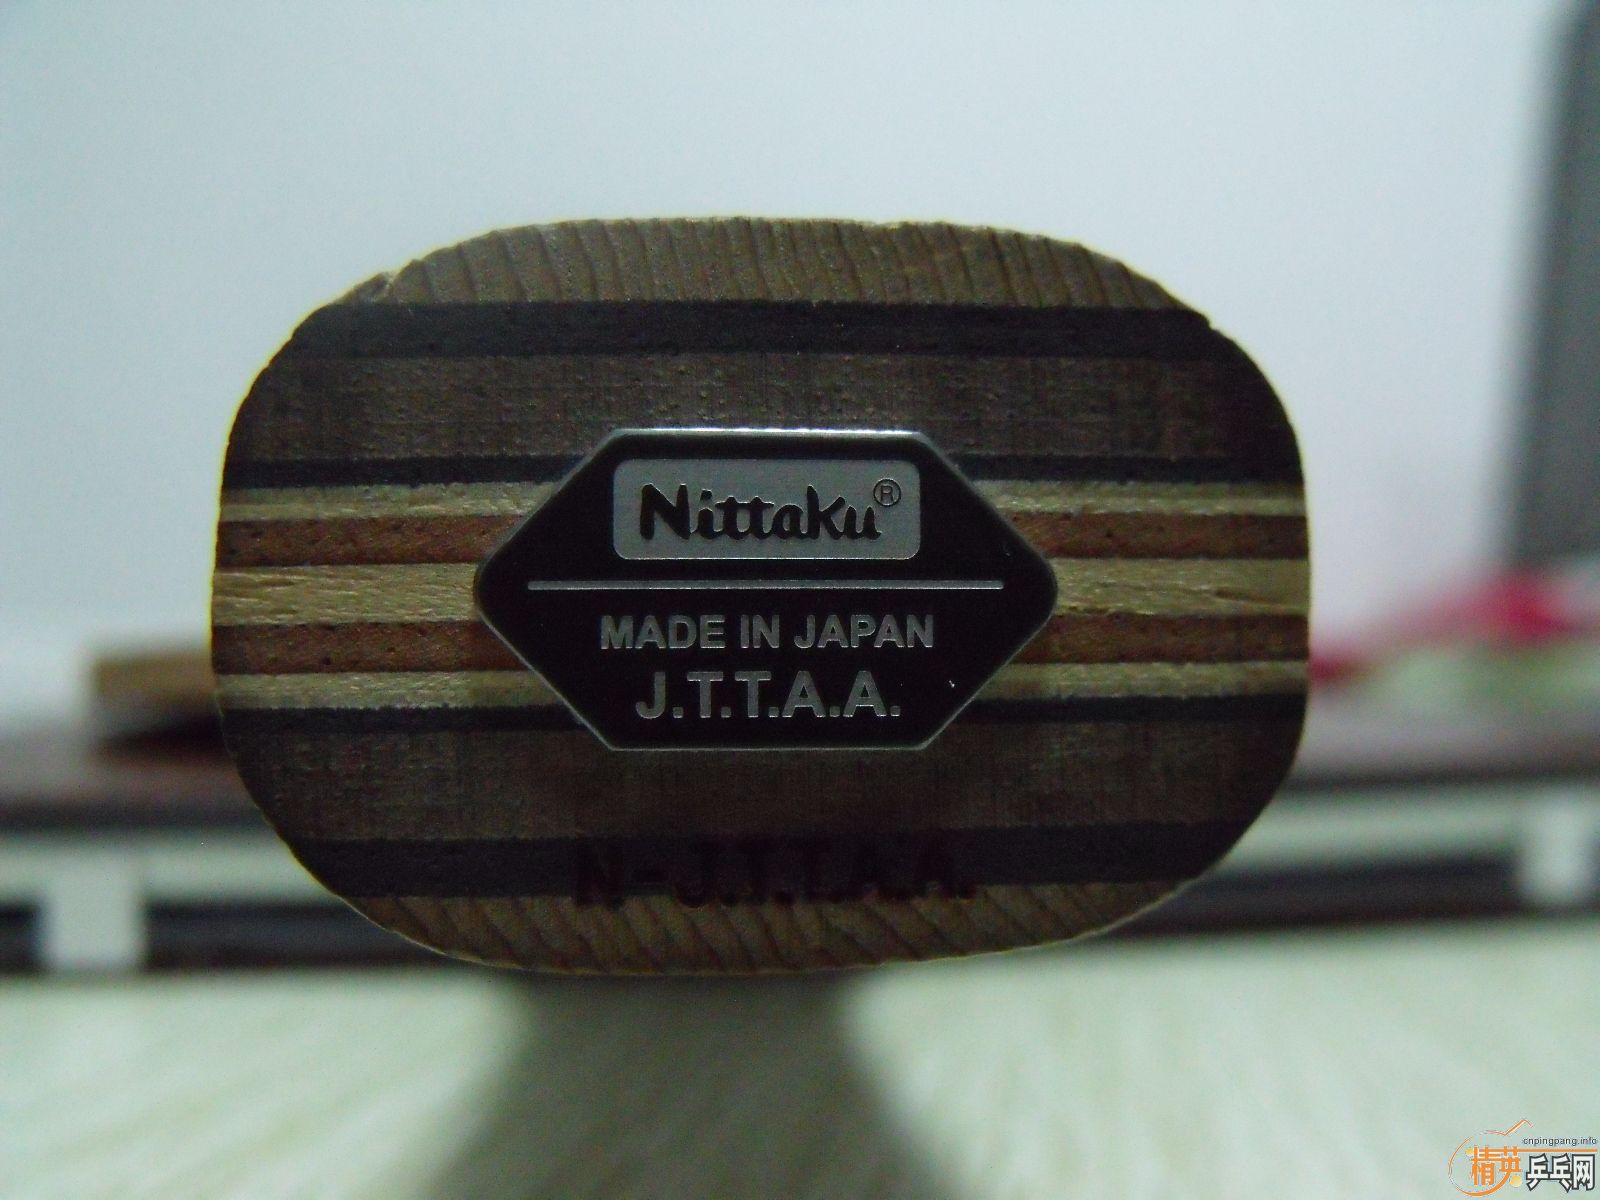 Nittaku®
MADE IN JAPAN
J.T.T.A.A.
N-J.T.T.A.A.
cnpingpang.info
精英乒乓网